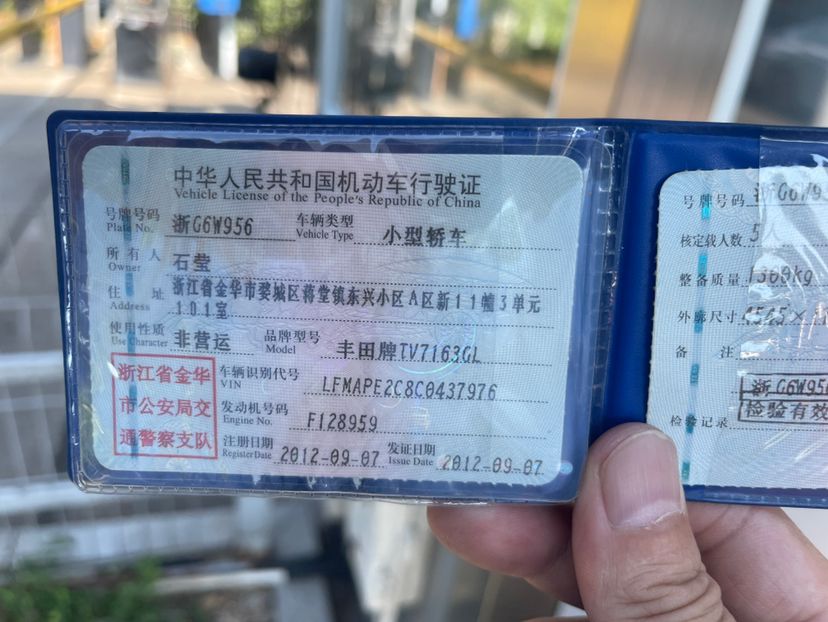 中华人民共和国机动车行驶证
Vehicle License of the People's Republic of China
号牌号码 浙G6W956 车辆类型 小型轿车
Plate No. Vehicle Type
所有人 石莹
Owner
住址 浙江省金华市婺城区蒋堂镇东兴小区A区新11幢3单元
Address 101室
使用性质 非营运 品牌型号 丰田牌TV7163GL
Use Character Model
浙江省金华
市公安局交
通警察支队
车辆识别代号 LFMAPE2C8C0437976
VIN
发动机号码 F128959
Engine No.
注册日期 2012-09-07 发证日期 2012-09-07
Register Date Issue Date
号牌号码 浙G6W95
核定载人数 5人
整备质量 1300kg
外廓尺寸
备注
浙G6W956
检验记录 检验有效